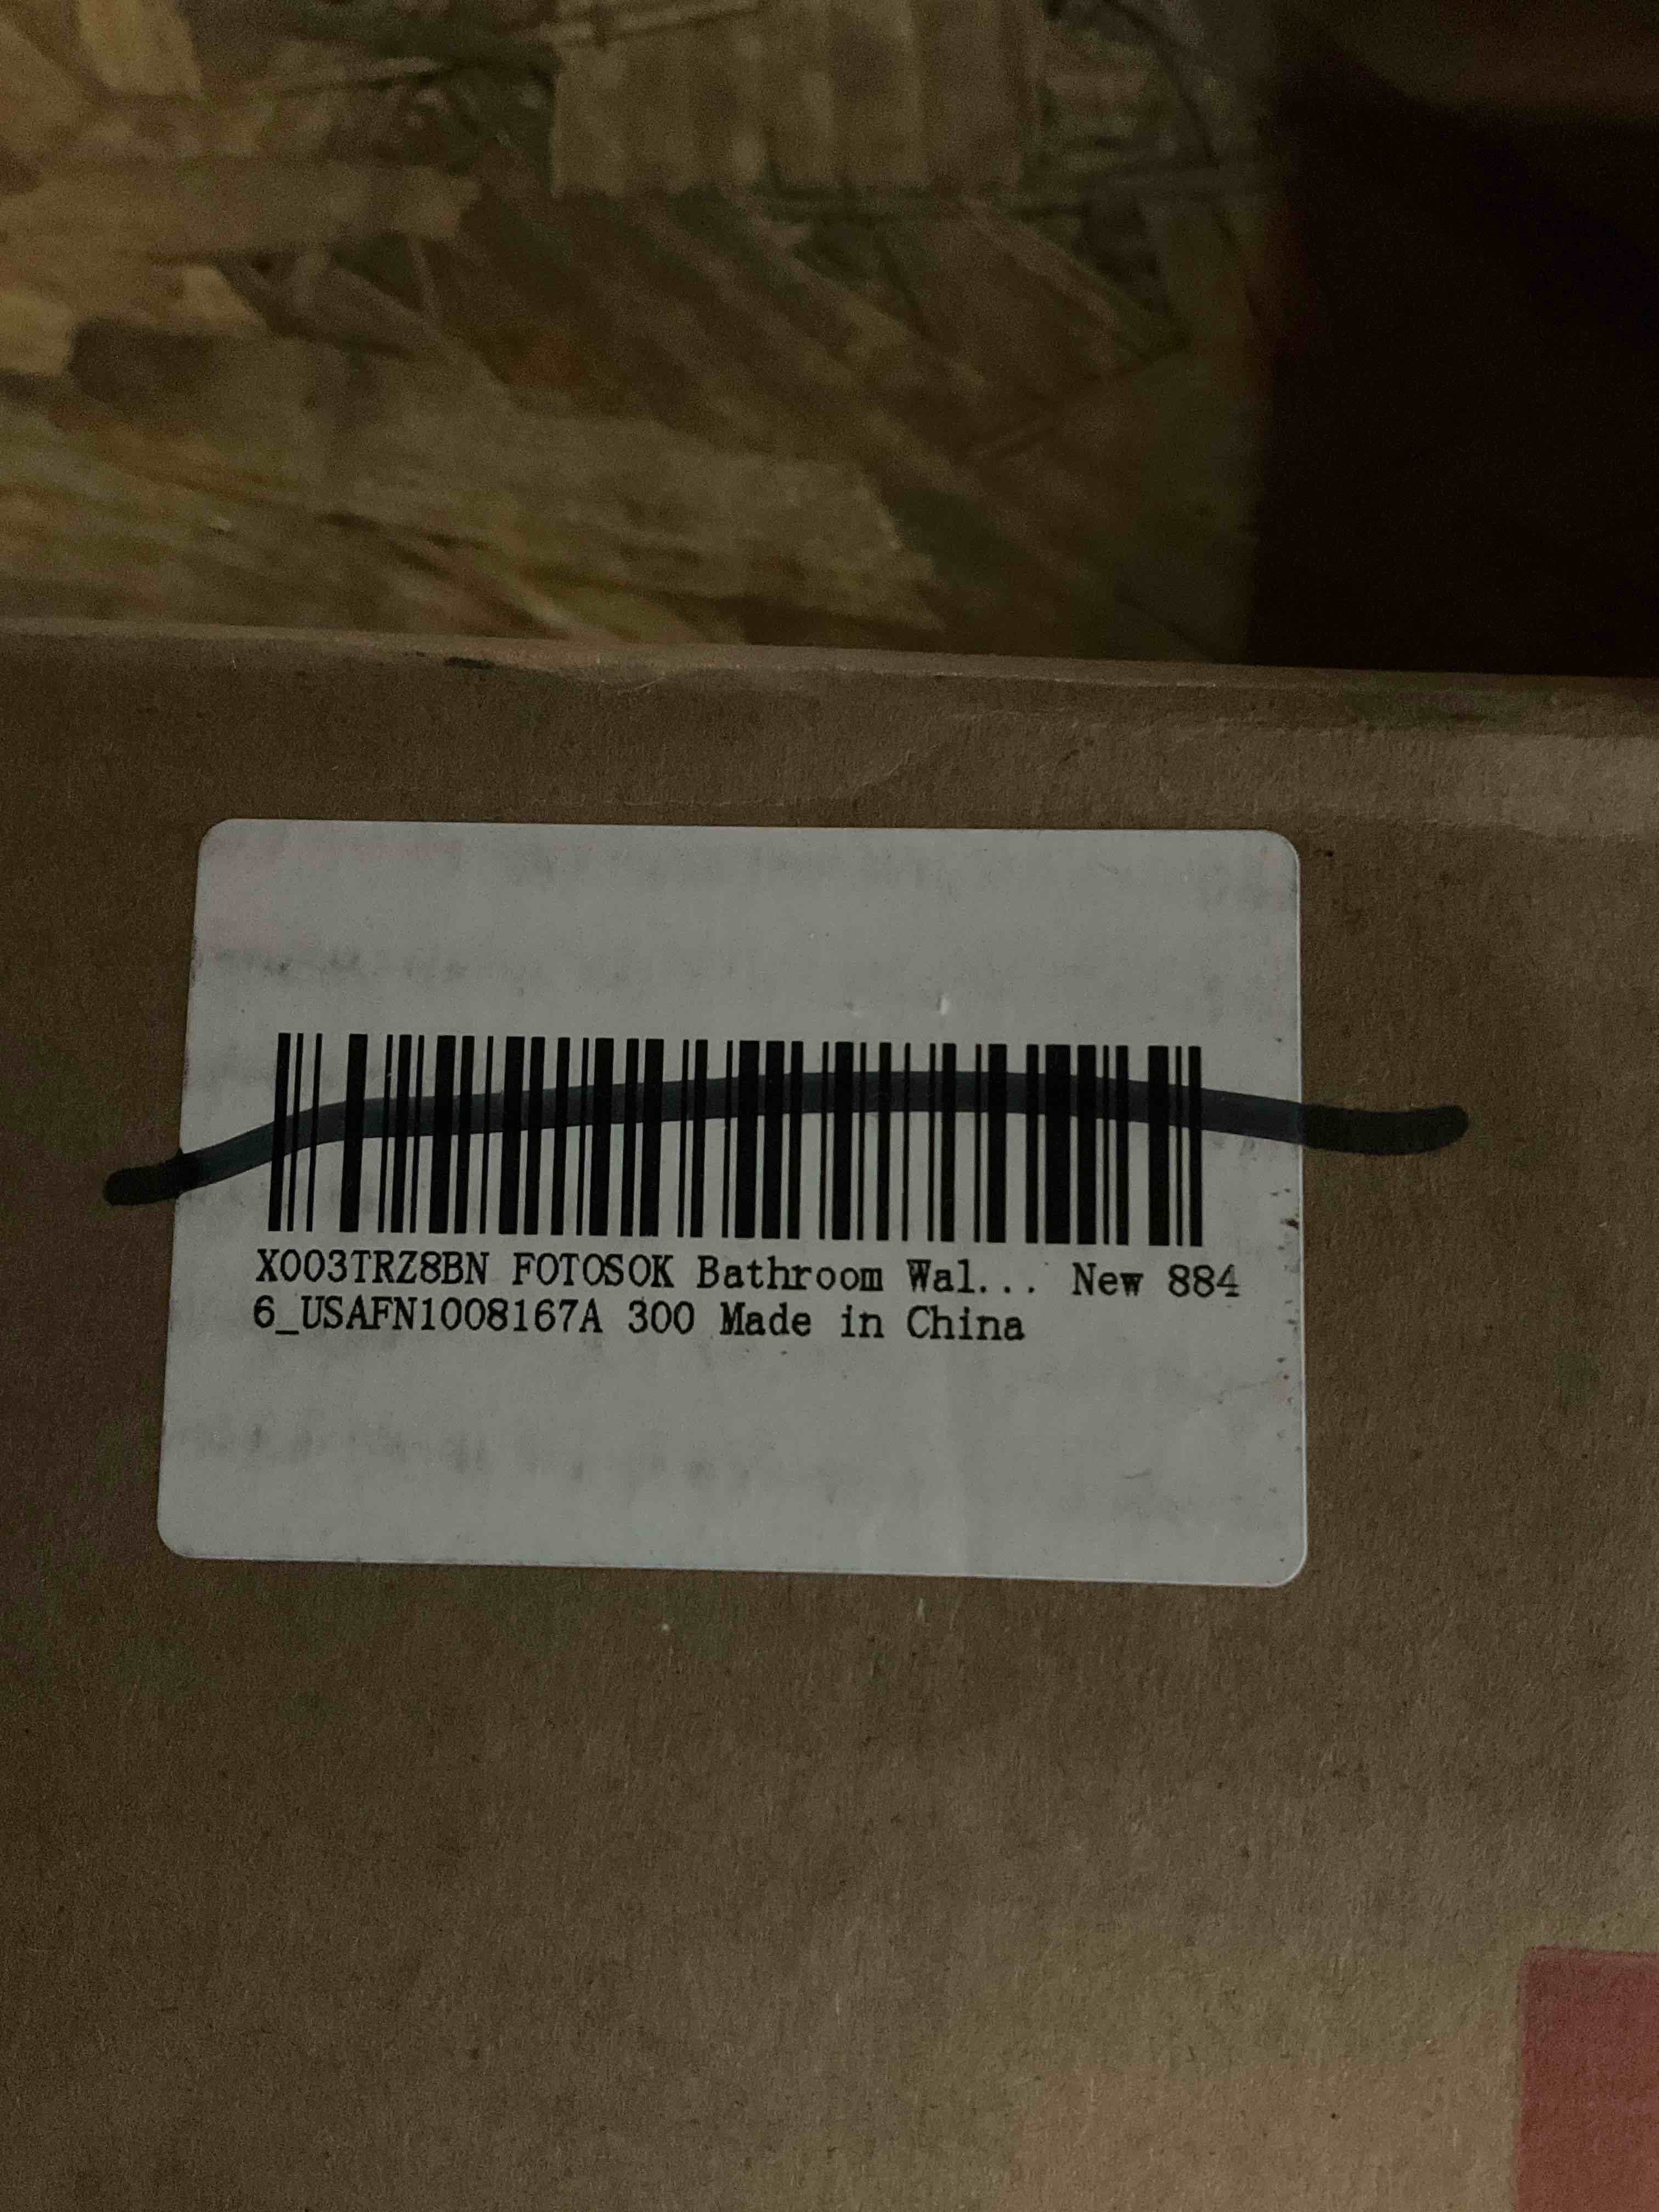 X003TRZ8BN FOTOSOK Bathroom Wal... New 884
6_USAFN1008167A 300 Made in China